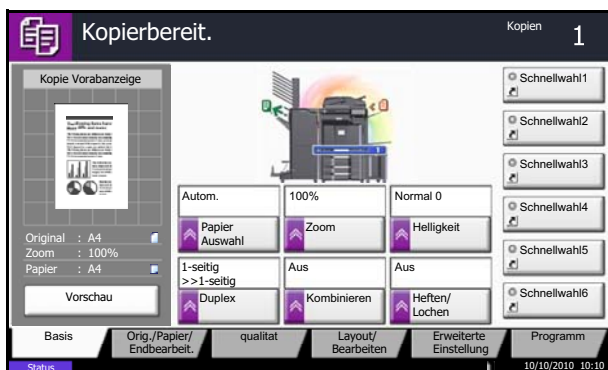 Kopierbereit.
Kopien
1
Kopie Vorabanzeige
Original : A4
Zoom : 100%
Papier : A4
Vorschau
Autom.
100%
Normal 0
Papier
Auswahl
Zoom
Helligkeit
1-seitig
>>1-seitig
Aus
Aus
Duplex
Kombinieren
Heften/
Lochen
Schnellwahl1
Schnellwahl2
Schnellwahl3
Schnellwahl4
Schnellwahl5
Schnellwahl6
Basis
Orig./Papier/
Endbearbeit.
qualitat
Layout/
Bearbeiten
Erweiterte
Einstellung
Programm
Status
10/10/2010 10:10